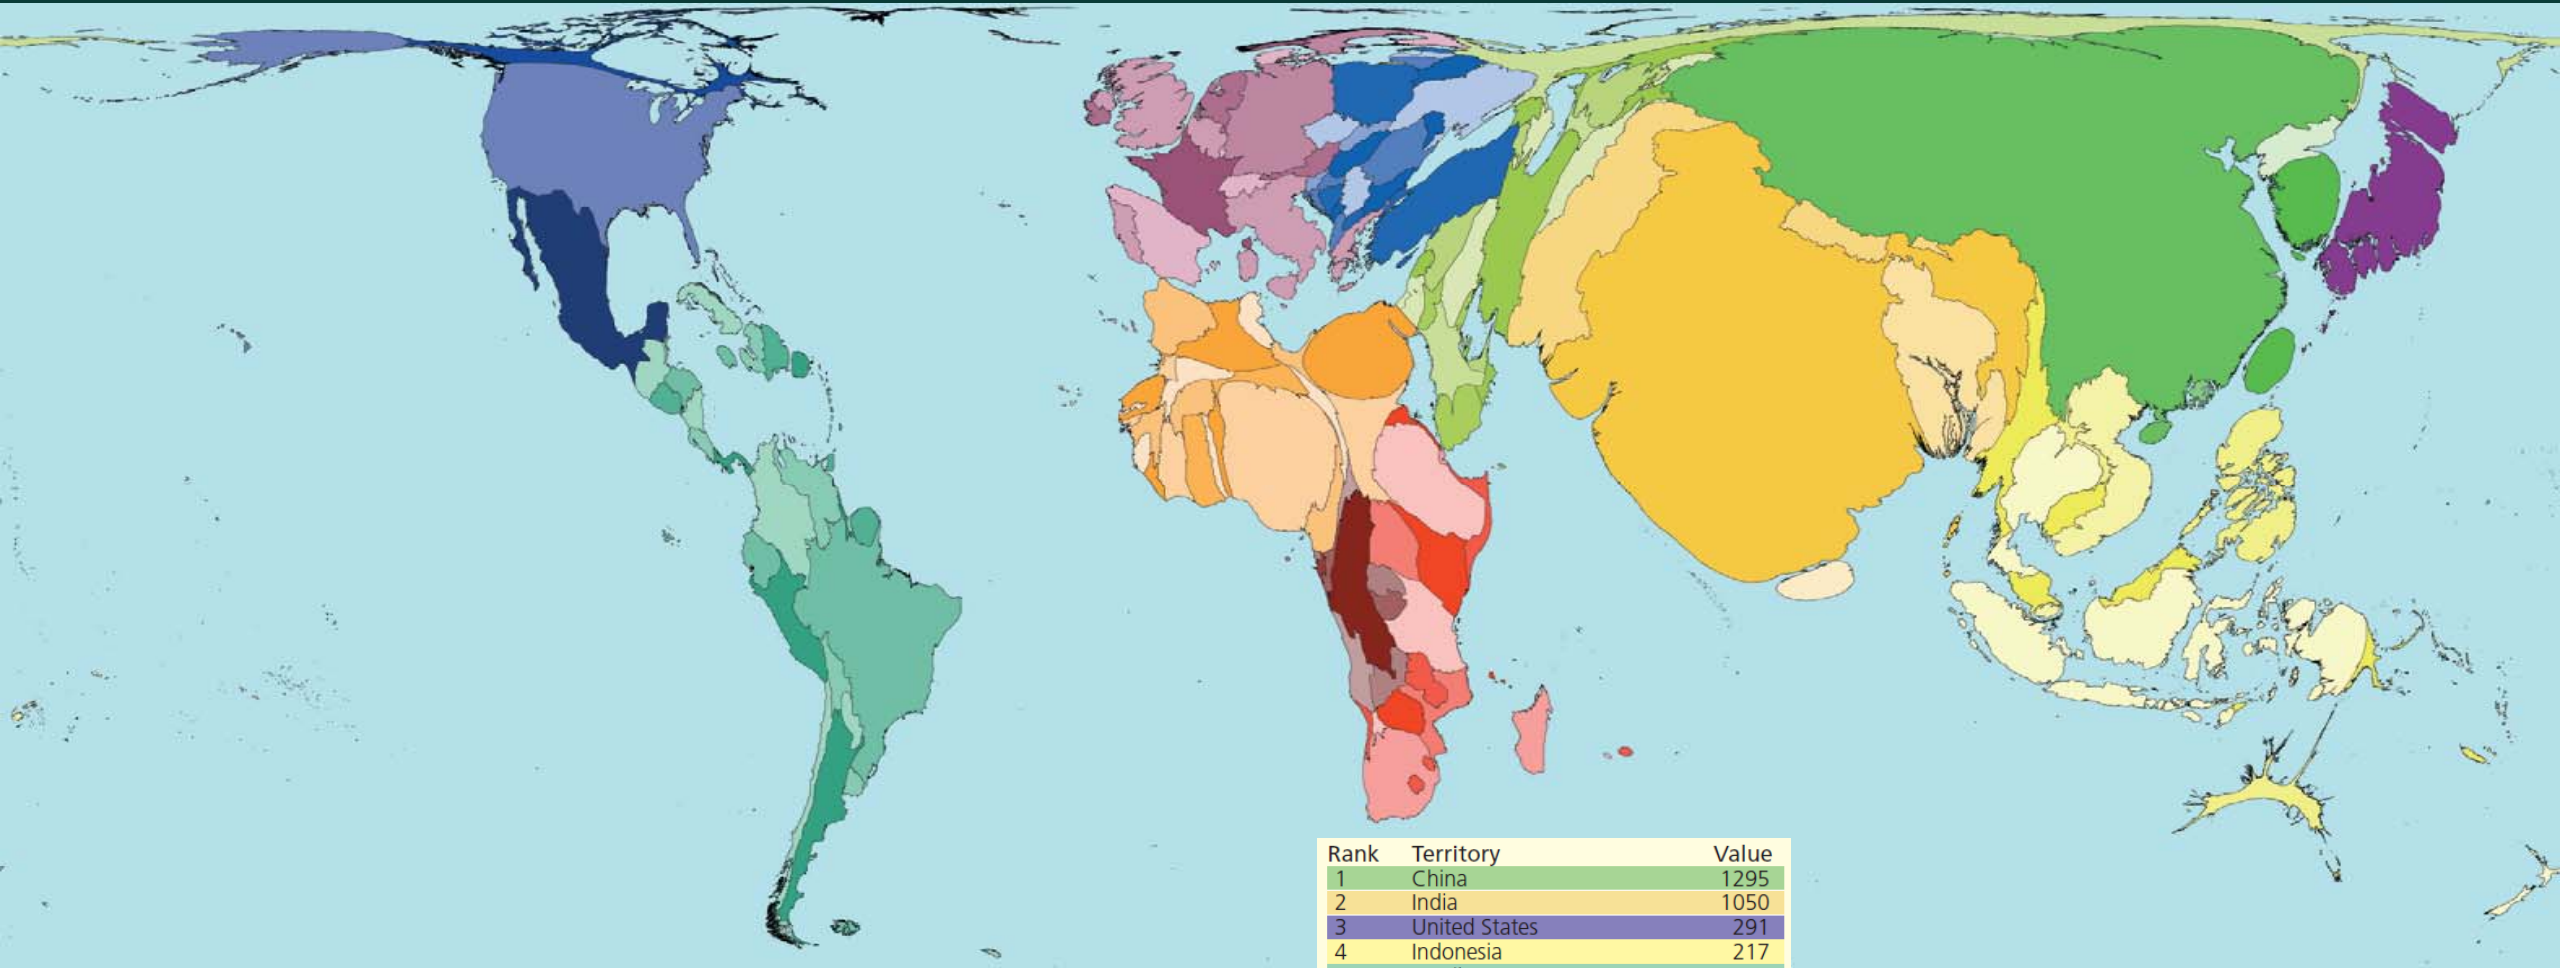 Rank Territory Value
1 China 1295
2 India 1050
3 United States 291
4 Indonesia 217